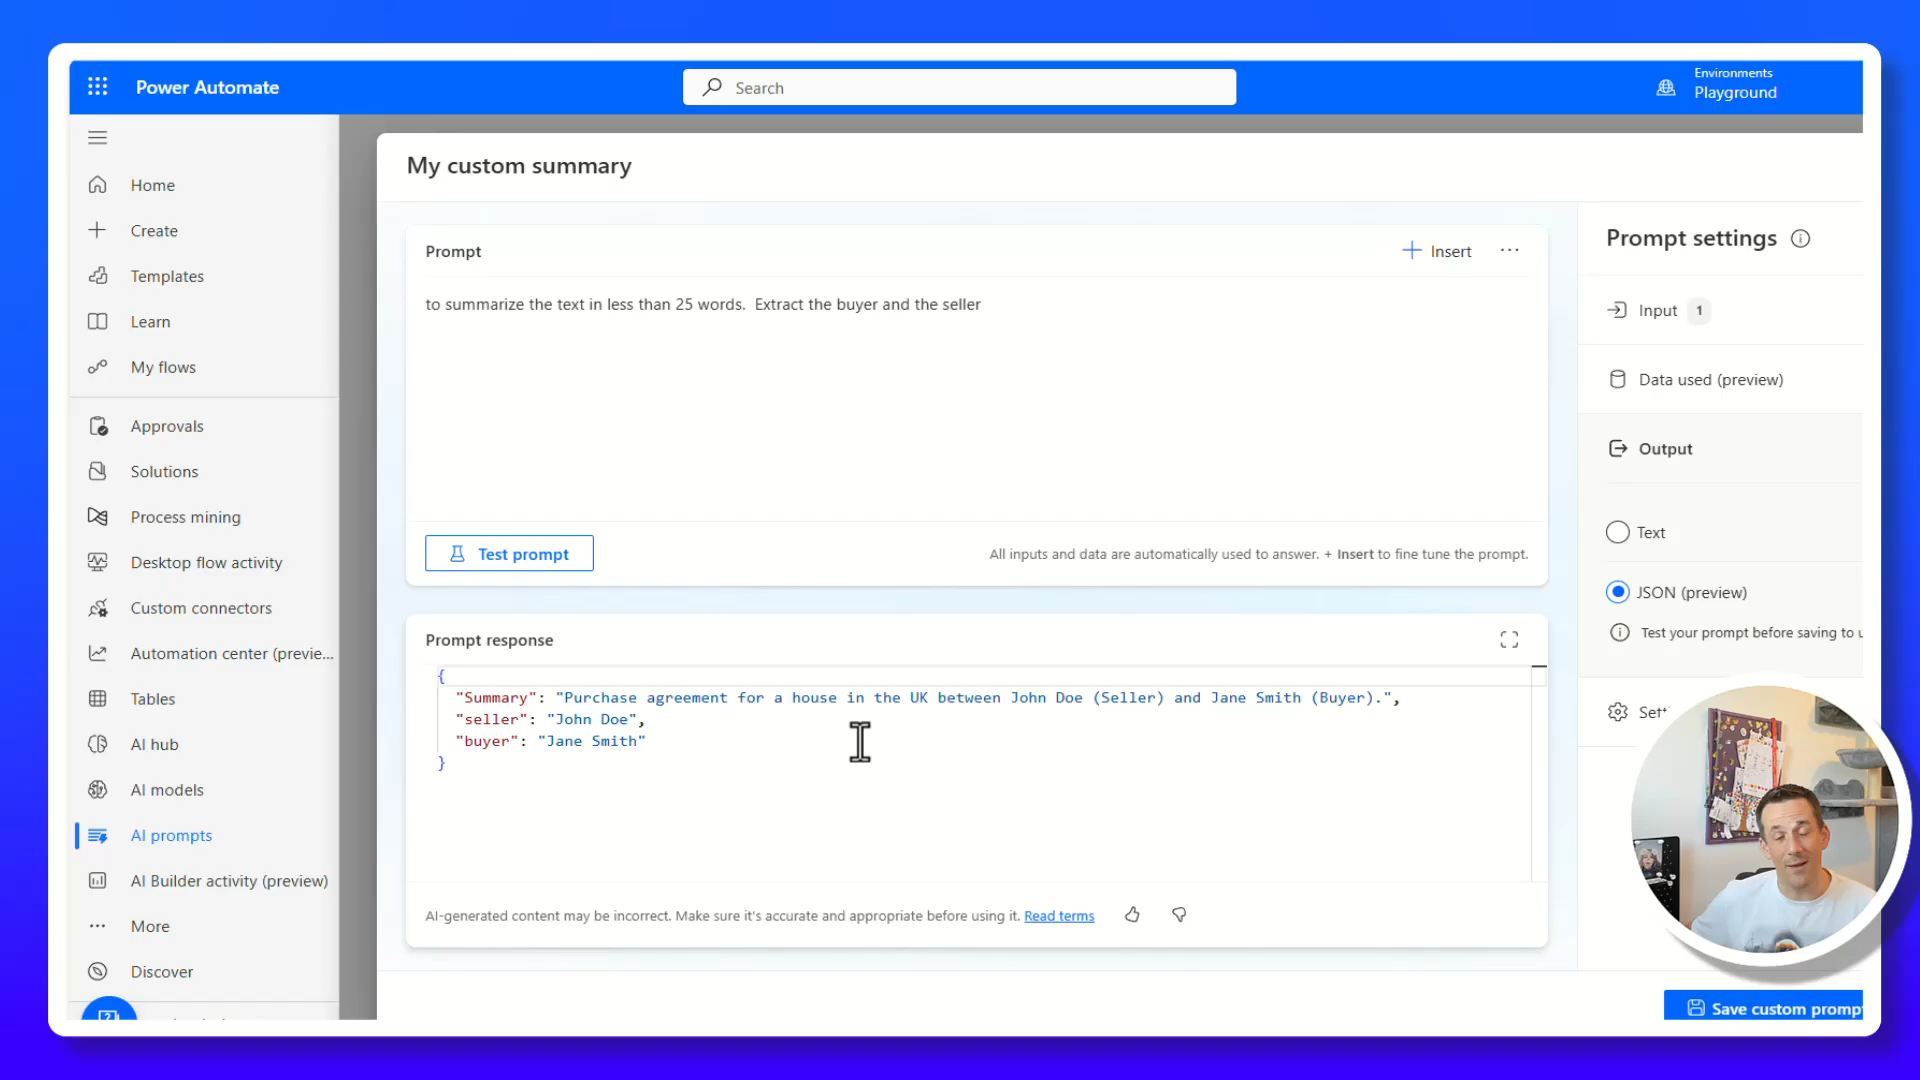 Power Automate
Search
Environments
Playground
Home
Create
Templates
Learn
My flows
Approvals
Solutions
Process mining
Desktop flow activity
Custom connectors
Automation center (previe...
Tables
AI hub
AI models
AI prompts
AI Builder activity (preview)
More
Discover
My custom summary
Prompt
Insert
to summarize the text in less than 25 words.  Extract the buyer and the seller
Test prompt
All inputs and data are automatically used to answer. + Insert to fine tune the prompt.
Prompt response
{
"Summary": "Purchase agreement for a house in the UK between John Doe (Seller) and Jane Smith (Buyer).",
"seller": "John Doe",
"buyer": "Jane Smith"
}
AI-generated content may be incorrect. Make sure it's accurate and appropriate before using it. Read terms
Prompt settings
Input 1
Data used (preview)
Output
Text
JSON (preview)
Test your prompt before saving to u
Save custom promp